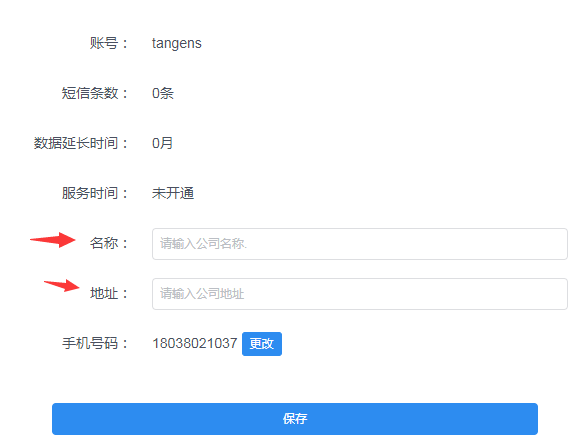 账号： tangens
短信条数： 0条
数据延长时间： 0月
服务时间： 未开通
名称： 请输入公司名称.
地址： 请输入公司地址
手机号码： 18038021037 更改
保存